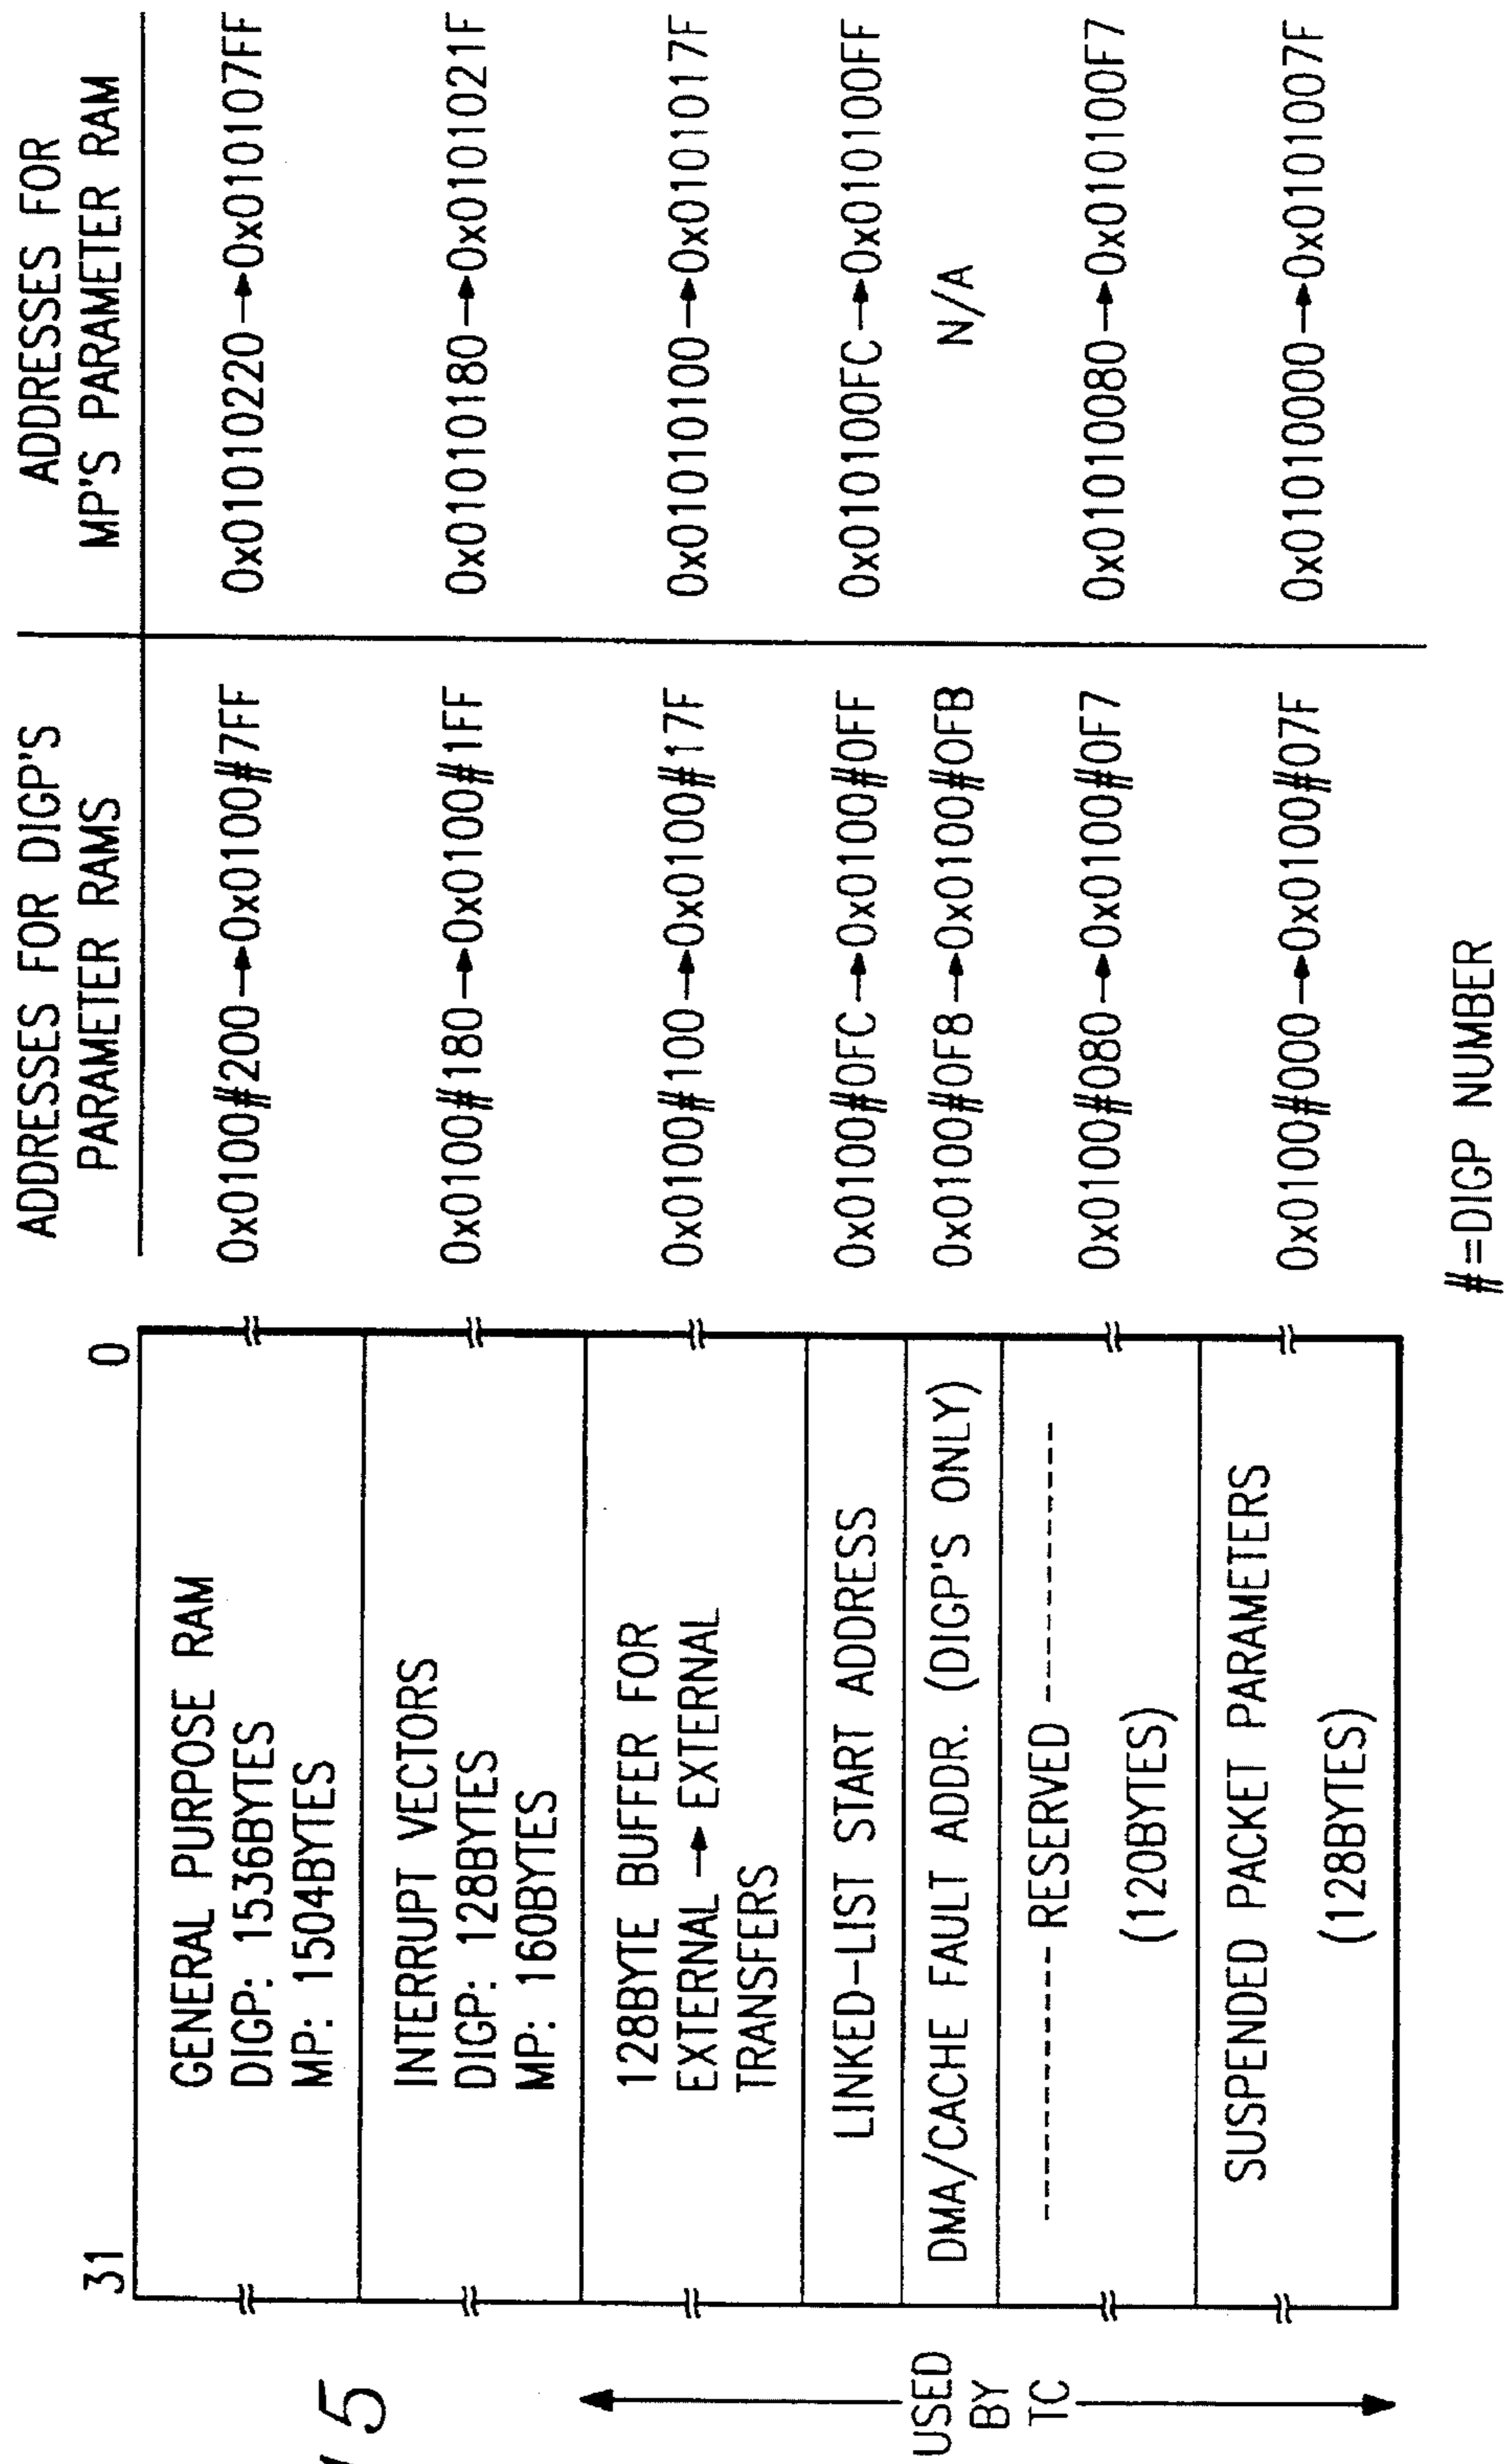 ADDRESSES FOR DIGP'S
PARAMETER RAMS
ADDRESSES FOR
MP'S PARAMETER RAM
31
0
GENERAL PURPOSE RAM
DIGP: 1536BYTES
MP: 1504BYTES
0x0100#200→0x0100#7FF
0x01010220→0x010107FF
INTERRUPT VECTORS
DIGP: 128BYTES
MP: 160BYTES
0x0100#180→0x0100#1FF
0x01010180→0x0101021F
128BYTE BUFFER FOR
EXTERNAL → EXTERNAL
TRANSFERS
0x0100#100→0x0100#17F
0x01010100→0x0101017F
LINKED-LIST START ADDRESS
0x0100#0FC→0x0100#0FF
0x010100FC→0x010100FF
DMA/CACHE FAULT ADDR. (DIGP'S ONLY)
0x0100#0F8→0x0100#0FB
N/A
RESERVED
(120BYTES)
0x0100#080→0x0100#0F7
0x01010080→0x010100F7
SUSPENDED PACKET PARAMETERS
(128BYTES)
0x0100#000→0x0100#07F
0x01010000→0x0101007F
USED
BY
TC
#=DIGP NUMBER